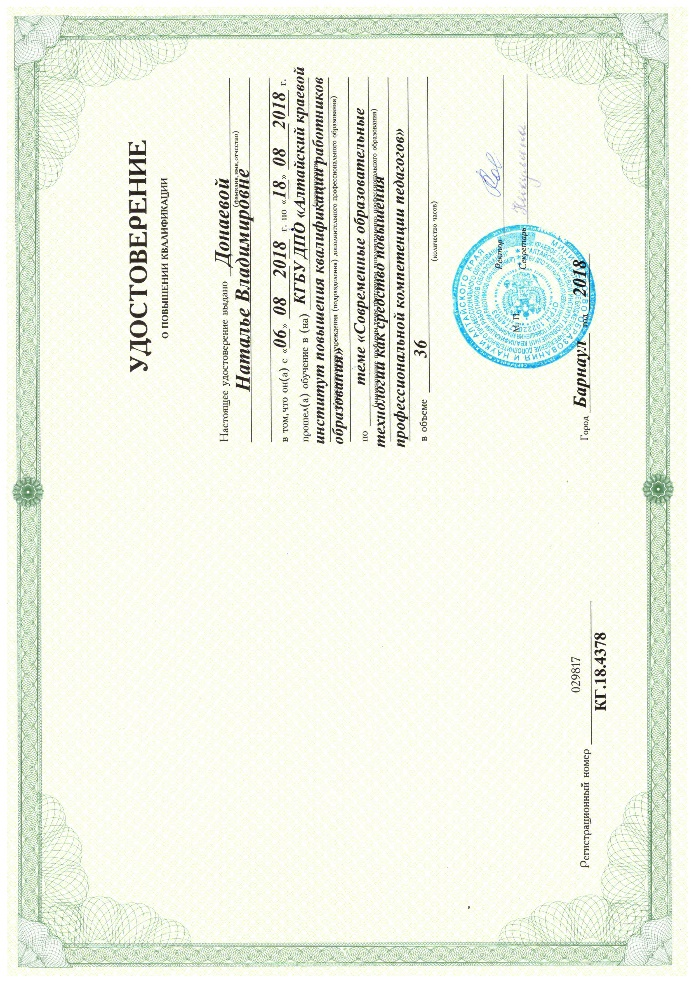 УДОСТОВЕРЕНИЕ
О ПОВЫШЕНИИ КВАЛИФИКАЦИИ
Настоящее удостоверение выдано Донаевой
(фамилия, имя, отчество)
Наталье Владимировне
в том, что он(а) с «06» 08 2018 г. по «18» 08 2018 г.
прошел(а) обучение в (на) КГБУ ДПО «Алтайский краевой
институт повышения квалификации работников
образования»
учреждения (подразделения) дополнительного профессионального образования)
по теме «Современные образовательные
технологии как средство повышения
профессиональной компетенции педагогов»
в объеме 36
(количество часов)
М.П.
Ректор
Секретарь
Город Барнаул год 2018
029817
Регистрационный номер КГ.18.4378